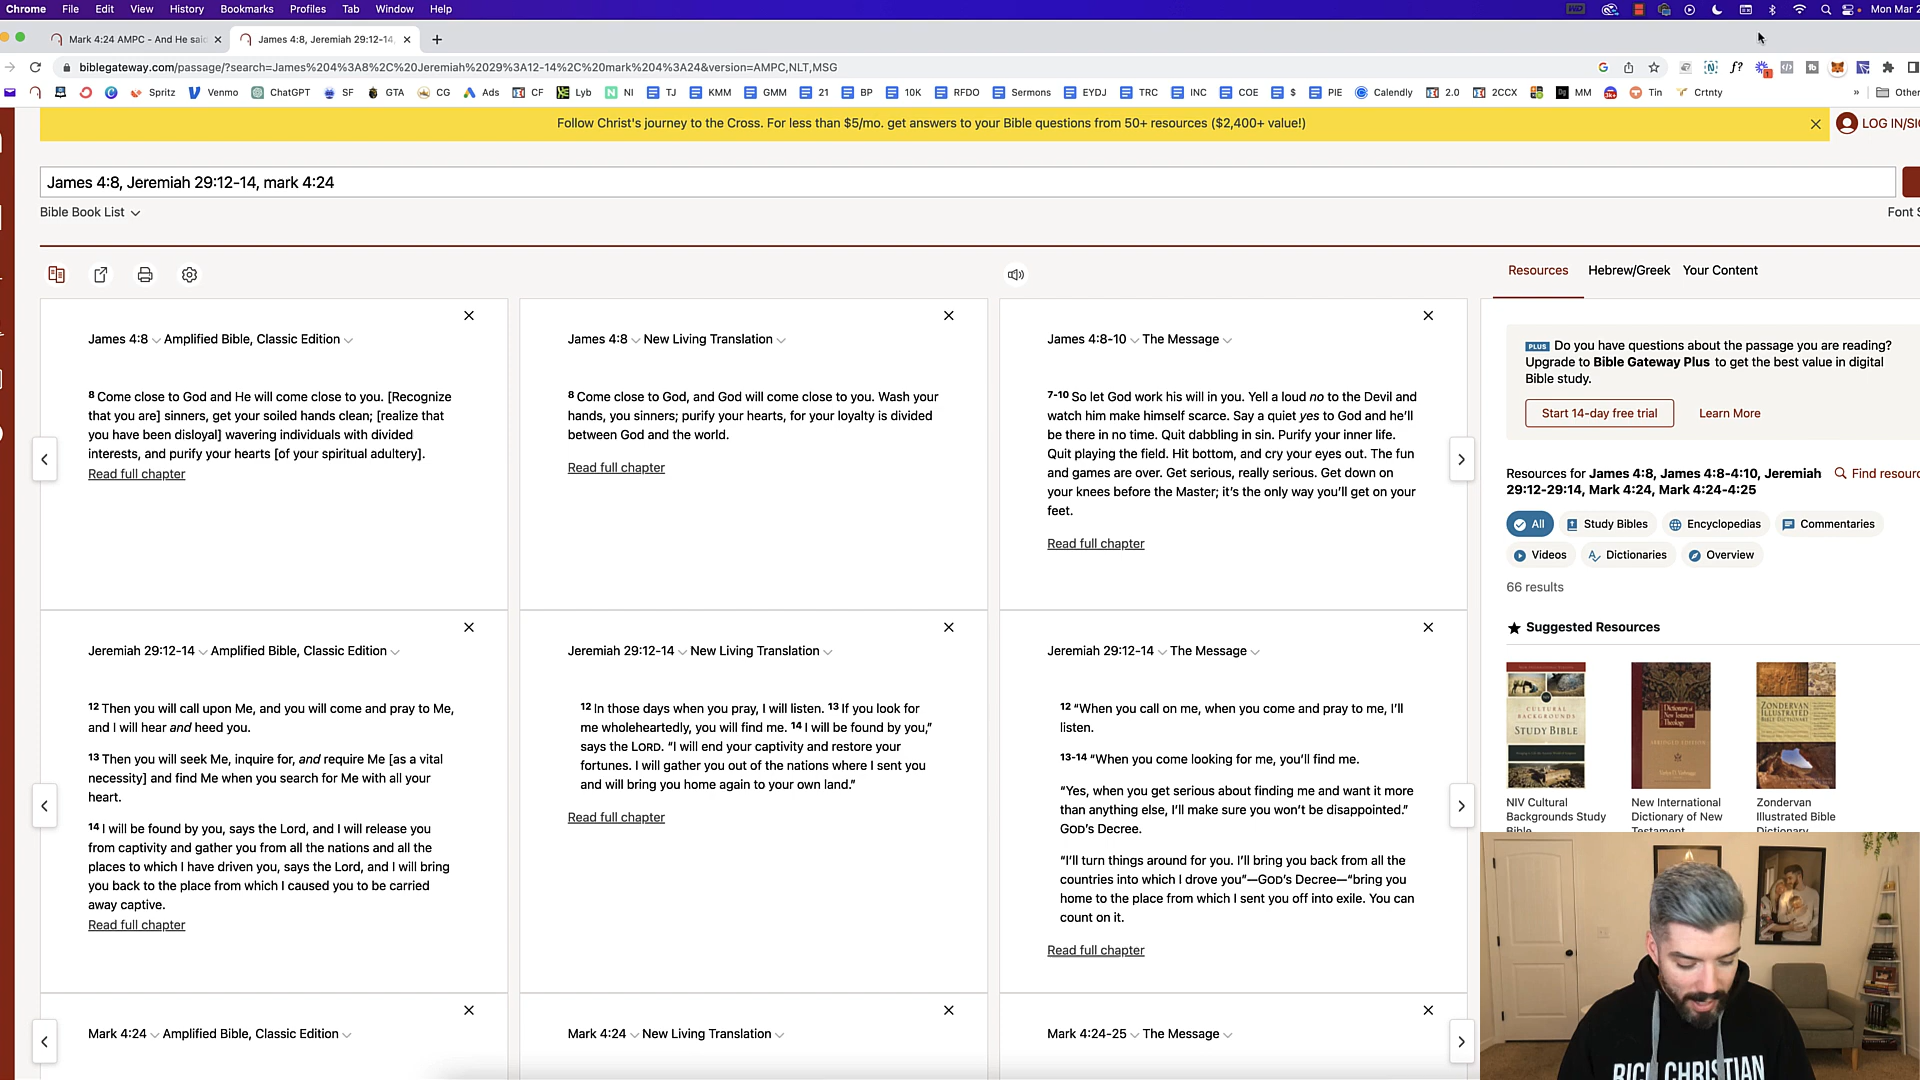 Chrome File Edit View History Bookmarks Profiles Tab Window Help
Mon Mar 2
Mark 4:24 AMPC - And He said
James 4:8, Jeremiah 29:12-14,
biblegateway.com/passage/?search=James%204%3A8%2C%20Jeremiah%2029%3A12-14%2C%20mark%204%3A24&version=AMPC,NLT,MSG
Spritz Venmo ChatGPT SF GTA CG Ads CF Lyb NI TJ KMM GMM 21 BP 10K RFDO Sermons EYDJ TRC INC COE $ PIE Calendly 2.0 2CCX MM Tin Crtnty » Other
Follow Christ's journey to the Cross. For less than $5/mo. get answers to your Bible questions from 50+ resources ($2,400+ value!)
LOG IN/SI
James 4:8, Jeremiah 29:12-14, mark 4:24
Bible Book List
Font S
Resources Hebrew/Greek Your Content
James 4:8 Amplified Bible, Classic Edition
8 Come close to God and He will come close to you. [Recognize
that you are] sinners, get your soiled hands clean; [realize that
you have been disloyal] wavering individuals with divided
interests, and purify your hearts [of your spiritual adultery].
Read full chapter
James 4:8 New Living Translation
8 Come close to God, and God will come close to you. Wash your
hands, you sinners; purify your hearts, for your loyalty is divided
between God and the world.
Read full chapter
James 4:8-10 The Message
7-10 So let God work his will in you. Yell a loud no to the Devil and
watch him make himself scarce. Say a quiet yes to God and he'll
be there in no time. Quit dabbling in sin. Purify your inner life.
Quit playing the field. Hit bottom, and cry your eyes out. The fun
and games are over. Get serious, really serious. Get down on
your knees before the Master; it's the only way you'll get on your
feet.
Read full chapter
PLUS Do you have questions about the passage you are reading?
Upgrade to Bible Gateway Plus to get the best value in digital
Bible study.
Start 14-day free trial Learn More
Resources for James 4:8, James 4:8-4:10, Jeremiah
29:12-29:14, Mark 4:24, Mark 4:24-4:25
Find resourc
All Study Bibles Encyclopedias Commentaries
Videos Dictionaries Overview
66 results
Suggested Resources
CULTURAL
BACKGROUNDS
STUDY BIBLE
ZONDERVAN
ILLUSTRATED
BIBLE DICTIONARY
NIV Cultural
Backgrounds Study
Bible
New International
Dictionary of New
Testament
Zondervan
Illustrated Bible
Dictionary
Jeremiah 29:12-14 Amplified Bible, Classic Edition
12 Then you will call upon Me, and you will come and pray to Me,
and I will hear and heed you.
13 Then you will seek Me, inquire for, and require Me [as a vital
necessity] and find Me when you search for Me with all your
heart.
14 I will be found by you, says the Lord, and I will release you
from captivity and gather you from all the nations and all the
places to which I have driven you, says the Lord, and I will bring
you back to the place from which I caused you to be carried
away captive.
Read full chapter
Jeremiah 29:12-14 New Living Translation
12 In those days when you pray, I will listen. 13 If you look for
me wholeheartedly, you will find me. 14 I will be found by you,”
says the LORD. “I will end your captivity and restore your
fortunes. I will gather you out of the nations where I sent you
and will bring you home again to your own land.”
Read full chapter
Jeremiah 29:12-14 The Message
12 “When you call on me, when you come and pray to me, I'll
listen.
13-14 “When you come looking for me, you'll find me.
“Yes, when you get serious about finding me and want it more
than anything else, I'll make sure you won't be disappointed.”
GOD's Decree.
“I'll turn things around for you. I'll bring you back from all the
countries into which I drove you”—GOD's Decree—“bring you
home to the place from which I sent you off into exile. You can
count on it.
Read full chapter
Mark 4:24 Amplified Bible, Classic Edition
Mark 4:24 New Living Translation
Mark 4:24-25 The Message
RICH CHRISTIAN